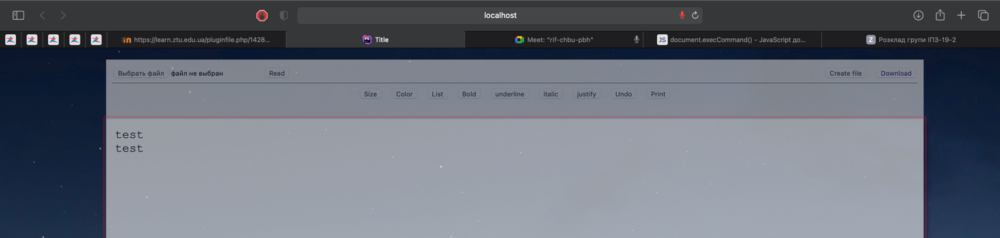 localhost
https://learn.ztu.edu.ua/pluginfile.php/1428...
PS Title
Meet: "rif-chbu-pbh"
JS document.execCommand() - JavaScript до...
Z Розклад групи ІПЗ-19-2
Выбрать файл файл не выбран Read Create file Download
Size Color List Bold underline italic justify Undo Print
test
test